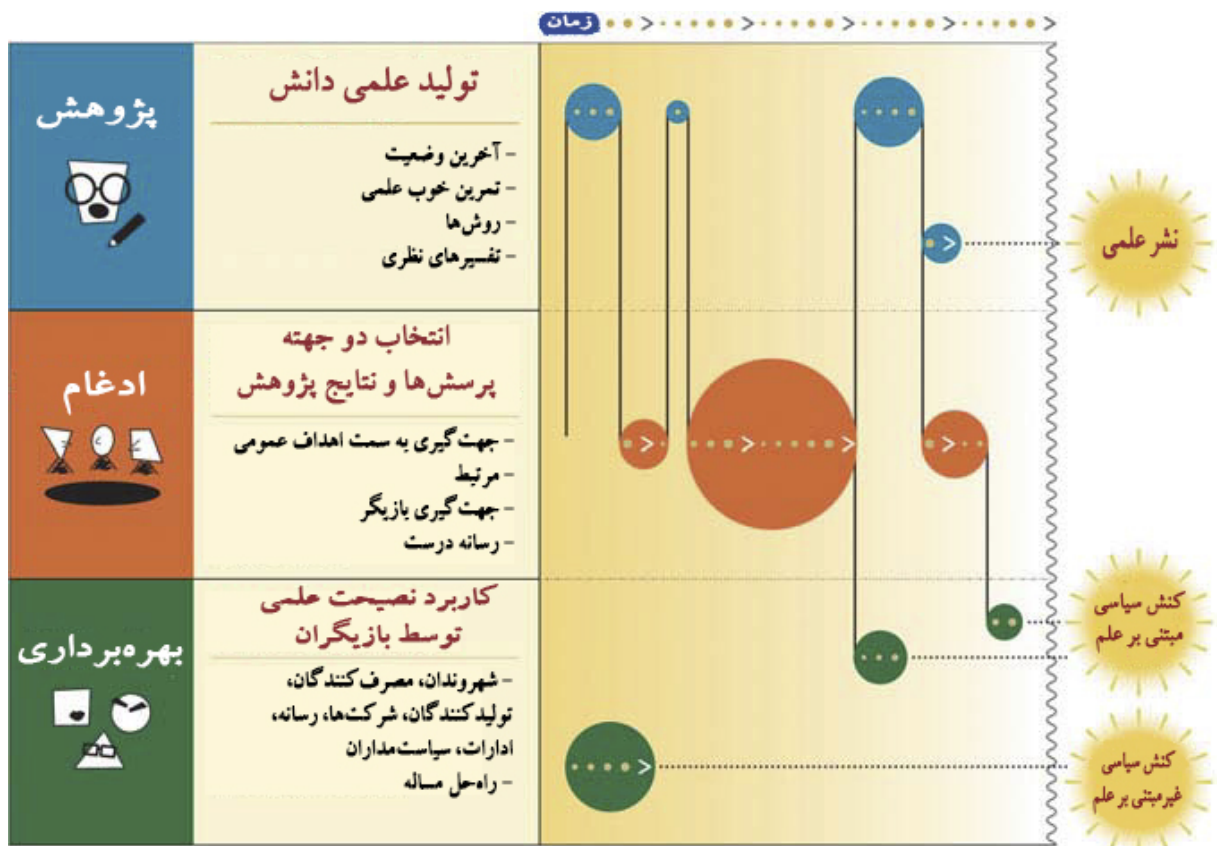 زمان
پژوهش
تولید علمی دانش
- آخرین وضعیت
- تمرین خوب علمی
- روش‌ها
- تفسیرهای نظری
نشر علمی
ادغام
انتخاب دو جهته
پرسش‌ها و نتایج پژوهش
- جهت‌گیری به سمت اهداف عمومی
- مرتبط
- جهت‌گیری بازیگر
- رسانه درست
بهره‌برداری
کاربرد نصیحت علمی
توسط بازیگران
- شهروندان، مصرف‌کنندگان،
تولیدکنندگان، شرکت‌ها، رسانه،
ادارات، سیاست‌مداران
- راه‌حل مساله
کنش سیاسی
مبتنی بر علم
کنش سیاسی
غیرمبتنی بر علم